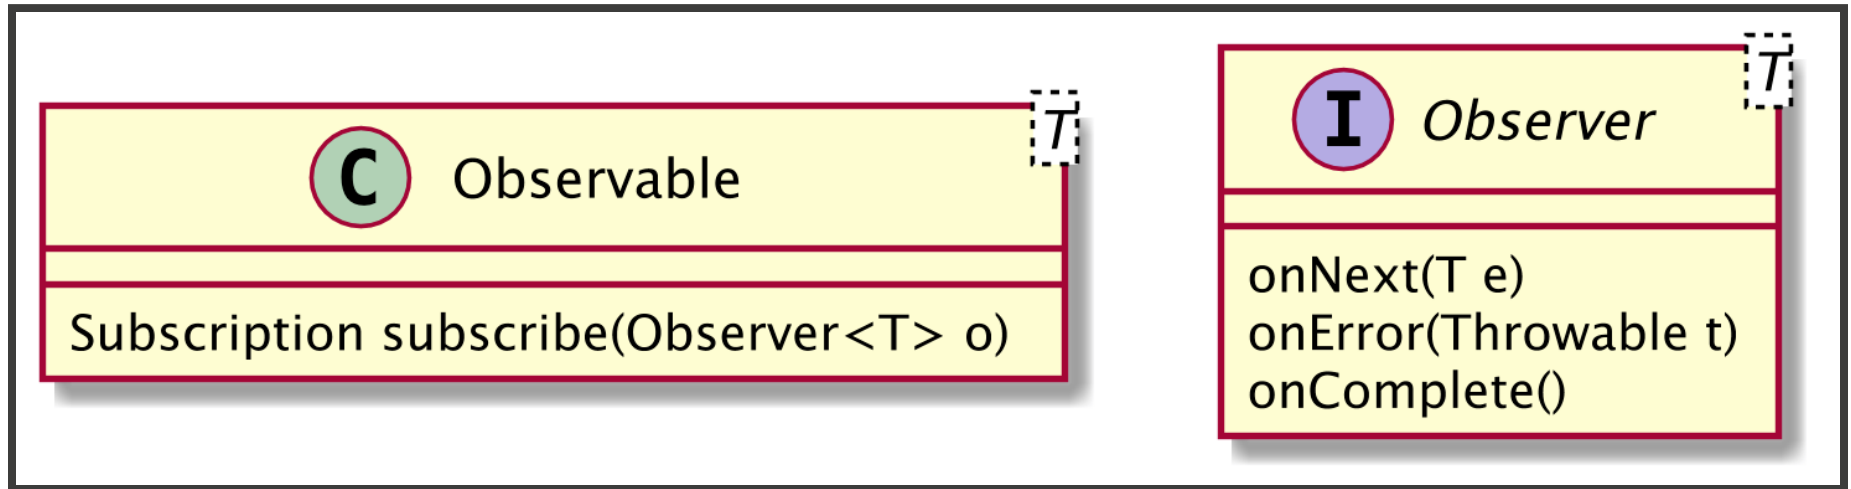 C Observable
T
Subscription subscribe(Observer<T> o)
I Observer
T
onNext(T e)
onError(Throwable t)
onComplete()